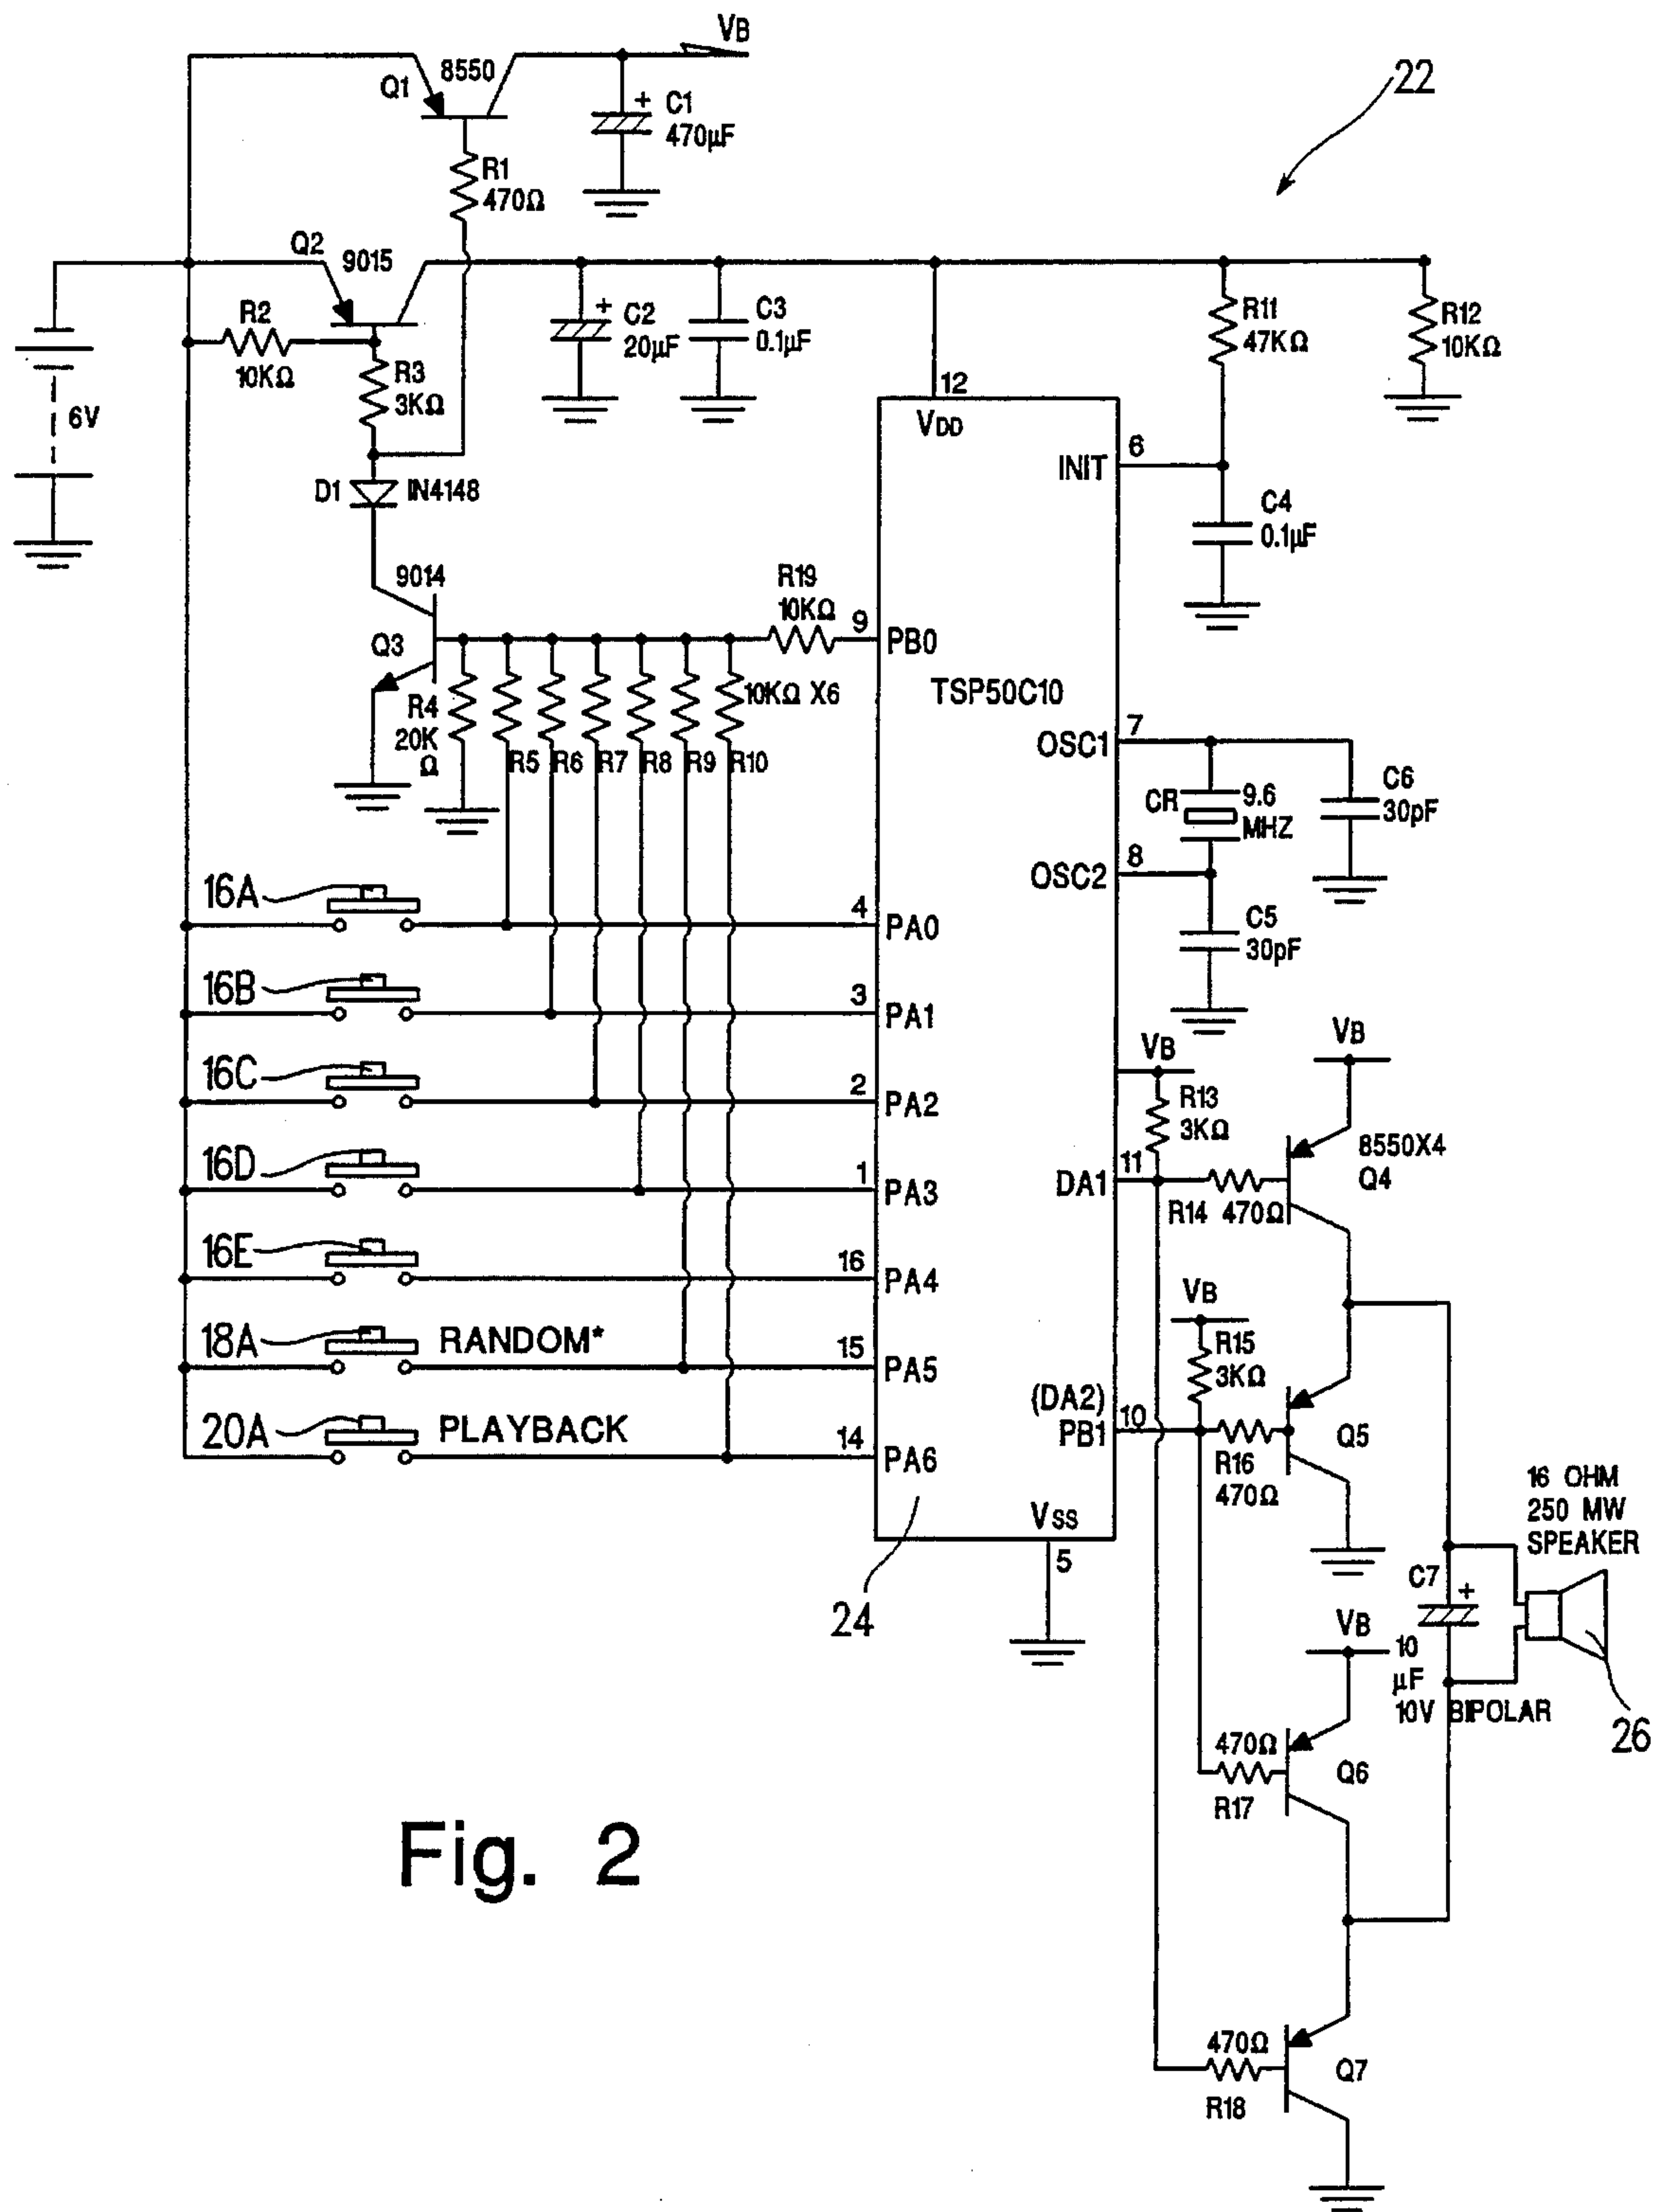 VB
Q1
8550
+
C1
470µF
22
R1
470Ω
Q2
9015
R2
10KΩ
R3
3KΩ
+
C2
20µF
C3
0.1µF
R11
47KΩ
R12
10KΩ
6V
12
VDD
6
INIT
D1
IN4148
C4
0.1µF
9014
Q3
R19
10KΩ
9
PB0
TSP50C10
R4
20K
Ω
10KΩ X6
R5
R6
R7
R8
R9
R10
7
OSC1
CR
9.6
MHZ
C6
30pF
8
OSC2
C5
30pF
16A
4
PA0
16B
3
PA1
16C
2
PA2
16D
1
PA3
16E
16
PA4
18A
RANDOM*
15
PA5
20A
PLAYBACK
14
PA6
VB
R13
3KΩ
VB
11
DA1
R14 470Ω
8550X4
Q4
VB
R15
3KΩ
(DA2)
PB1
10
R16
470Ω
Q5
VSS
5
24
16 OHM
250 MW
SPEAKER
C7
+
VB
10
µF
10V BIPOLAR
26
470Ω
R17
Q6
Fig. 2
470Ω
R18
Q7